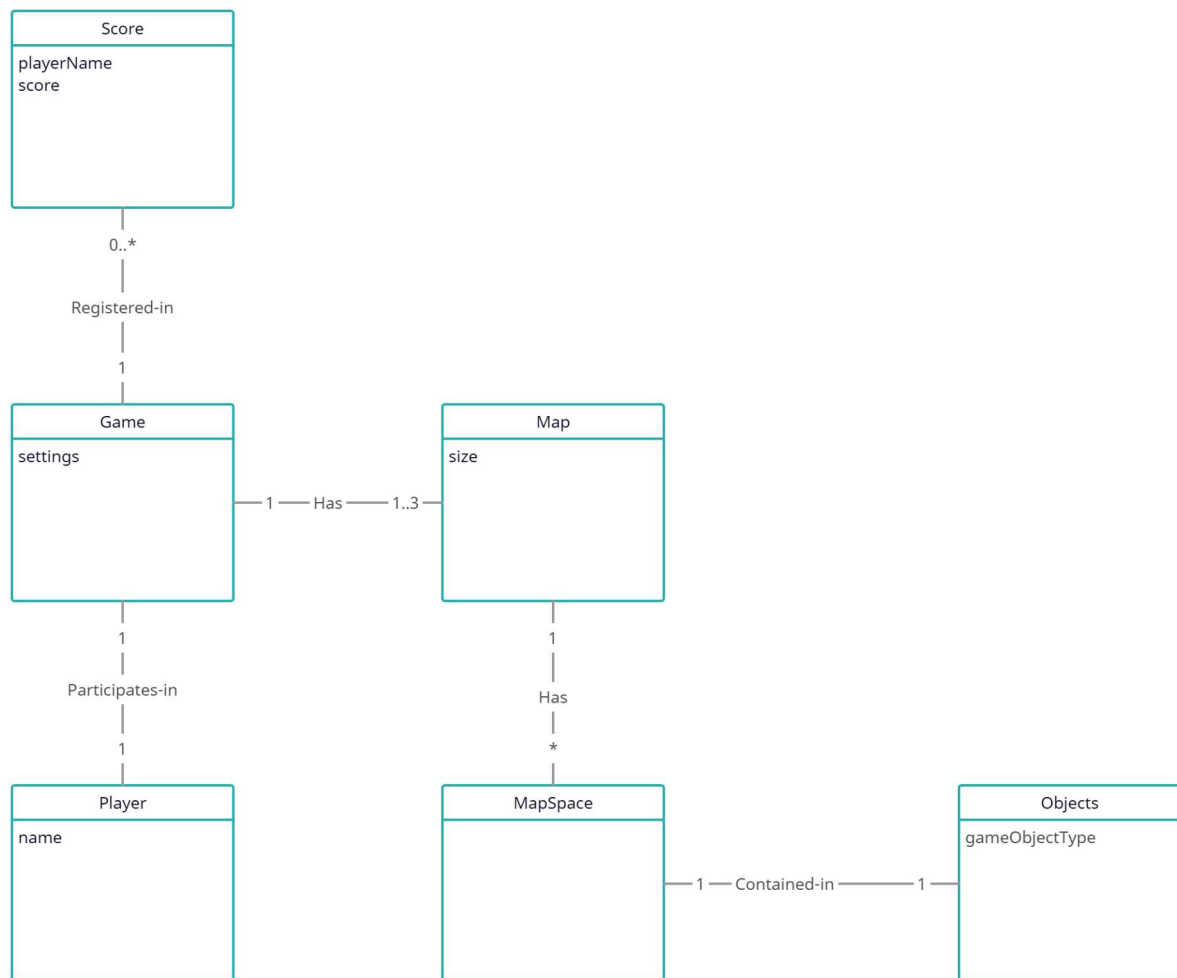 Score
playerName
score
0..*
Registered-in
1
Game
settings
1 Has 1..3
Map
size
1
Participates-in
1
1
Has
*
Player
name
MapSpace
1 Contained-in 1
Objects
gameObjectType